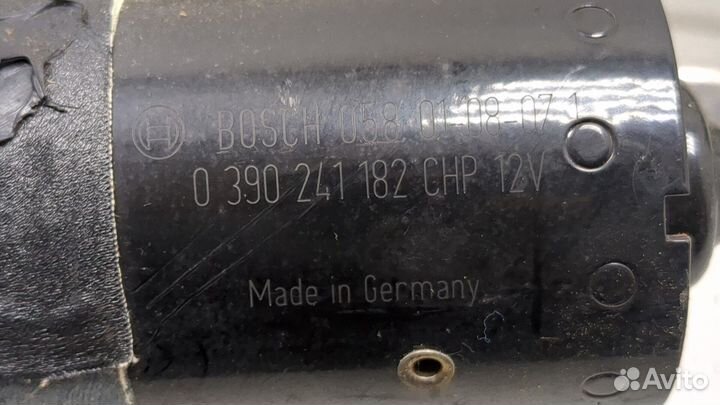 BOSCH 058 01-08-07 1
0 390 241 182 CHP 12V
Made in Germany
Avito